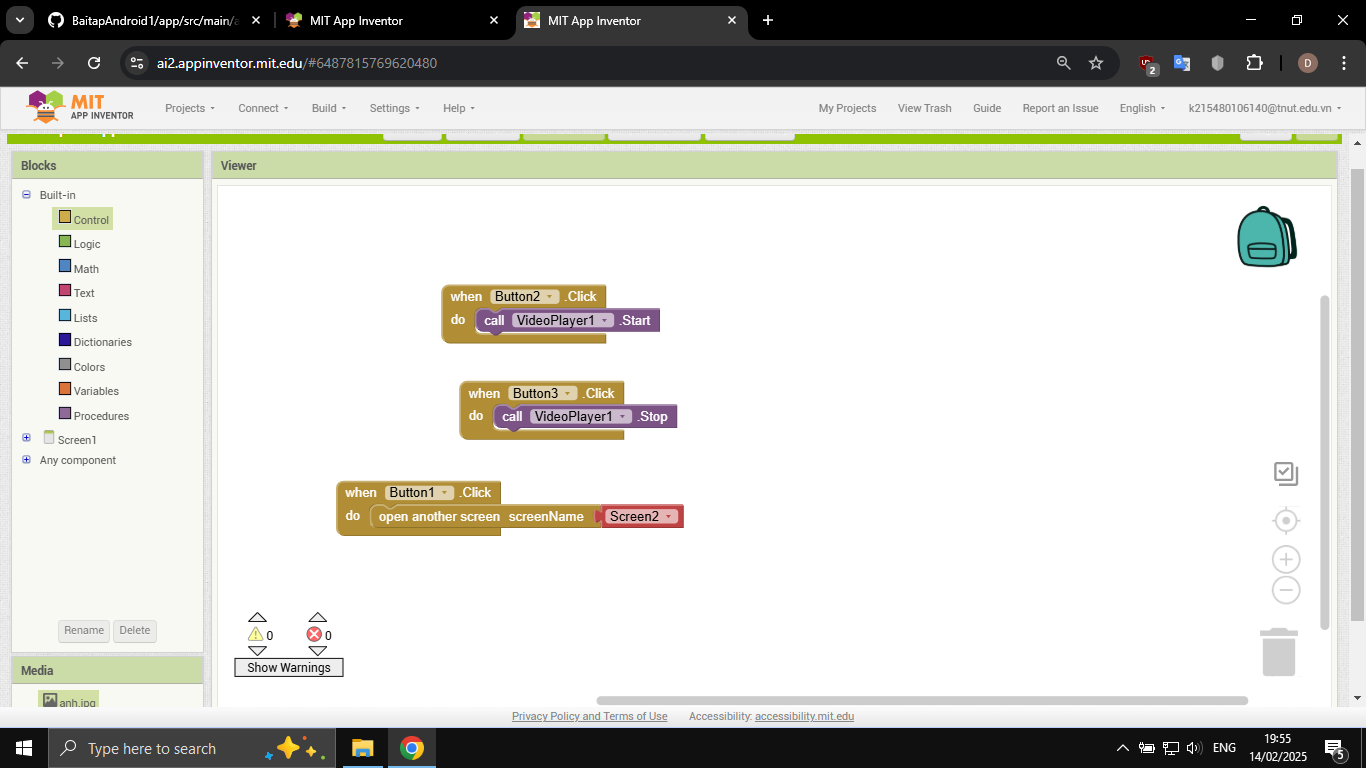 BaitapAndroid1/app/src/main/a
MIT App Inventor
MIT App Inventor
ai2.appinventor.mit.edu/#6487815769620480
2
D
MIT
APP INVENTOR
Projects
Connect
Build
Settings
Help
My Projects
View Trash
Guide
Report an Issue
English
k215480106140@tnut.edu.vn
Blocks
Viewer
Built-in
Control
Logic
Math
Text
Lists
Dictionaries
Colors
Variables
Procedures
Screen1
Any component
Rename
Delete
Media
anh.jpg
when Button2 .Click
do call VideoPlayer1 .Start
when Button3 .Click
do call VideoPlayer1 .Stop
when Button1 .Click
do open another screen screenName Screen2
0
0
Show Warnings
Privacy Policy and Terms of Use
Accessibility: accessibility.mit.edu
Type here to search
ENG
19:55
14/02/2025
5